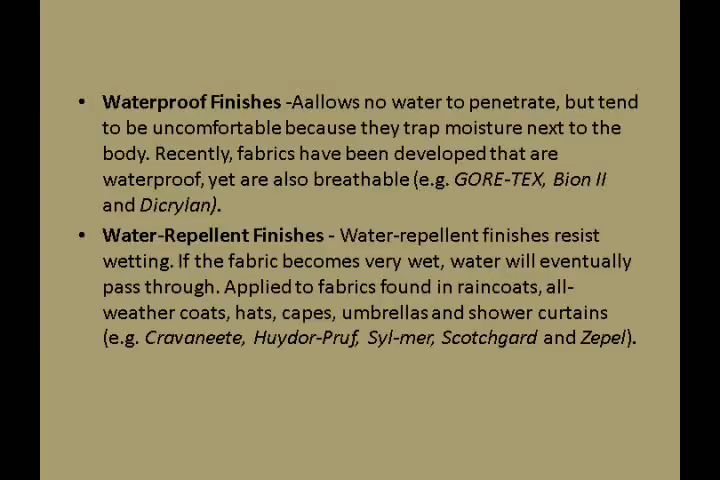 • Waterproof Finishes -Aallows no water to penetrate, but tend
to be uncomfortable because they trap moisture next to the
body. Recently, fabrics have been developed that are
waterproof, yet are also breathable (e.g. GORE-TEX, Bion II
and Dicrylan).
• Water-Repellent Finishes - Water-repellent finishes resist
wetting. If the fabric becomes very wet, water will eventually
pass through. Applied to fabrics found in raincoats, all-
weather coats, hats, capes, umbrellas and shower curtains
(e.g. Cravaneete, Huydor-Pruf, Syl-mer, Scotchgard and Zepel).